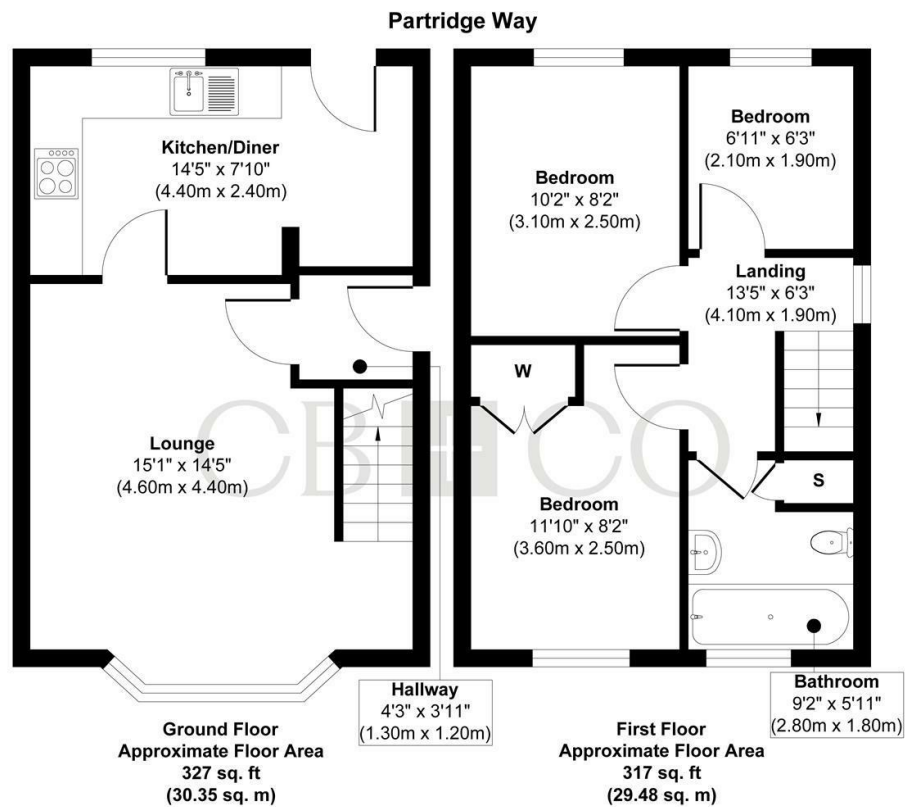 Partridge Way
Kitchen/Diner
14'5" x 7'10"
(4.40m x 2.40m)
Lounge
15'1" x 14'5"
(4.60m x 4.40m)
Hallway
4'3" x 3'11"
(1.30m x 1.20m)
Ground Floor
Approximate Floor Area
327 sq. ft
(30.35 sq. m)
Bedroom
10'2" x 8'2"
(3.10m x 2.50m)
Bedroom
6'11" x 6'3"
(2.10m x 1.90m)
Landing
13'5" x 6'3"
(4.10m x 1.90m)
W
S
Bedroom
11'10" x 8'2"
(3.60m x 2.50m)
Bathroom
9'2" x 5'11"
(2.80m x 1.80m)
First Floor
Approximate Floor Area
317 sq. ft
(29.48 sq. m)
CBHCO